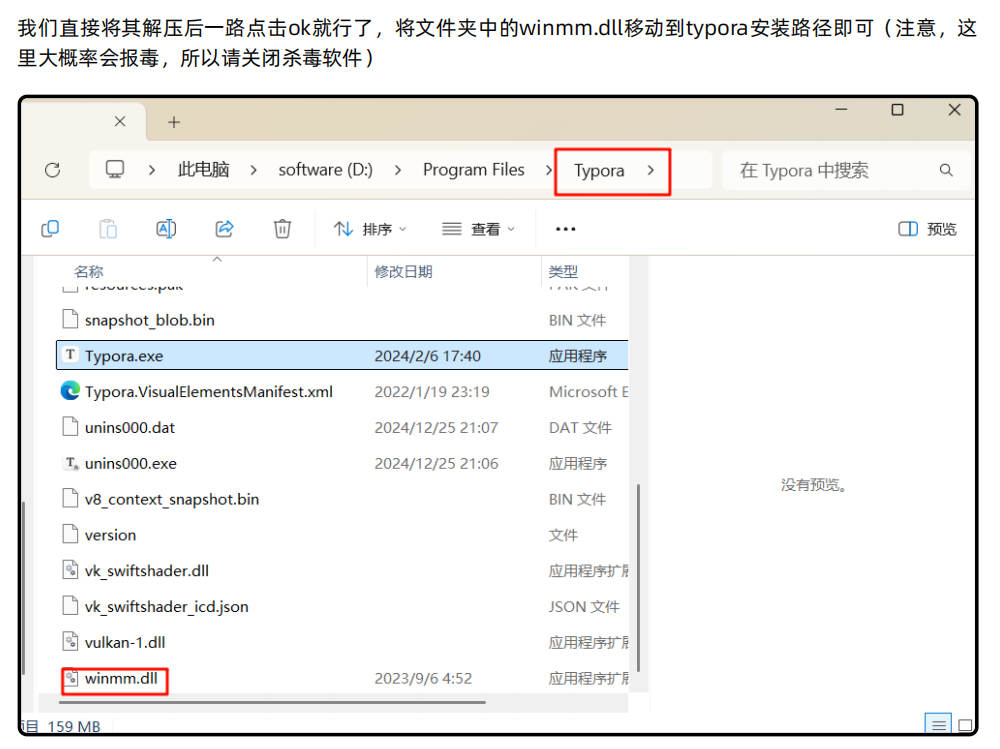 我们直接将其解压后一路点击ok就行了，将文件夹中的winmm.dll移动到typora安装路径即可（注意，这
里大概率会报毒，所以请关闭杀毒软件）
此电脑 software (D:) Program Files Typora 在 Typora 中搜索
排序 查看 预览
名称 修改日期 类型
resources.pak PAK 文件
snapshot_blob.bin BIN 文件
Typora.exe 2024/2/6 17:40 应用程序
Typora.VisualElementsManifest.xml 2022/1/19 23:19 Microsoft E
unins000.dat 2024/12/25 21:07 DAT 文件
unins000.exe 2024/12/25 21:06 应用程序
没有预览。
v8_context_snapshot.bin BIN 文件
version 文件
vk_swiftshader.dll 应用程序扩展
vk_swiftshader_icd.json JSON 文件
vulkan-1.dll 应用程序扩展
winmm.dll 2023/9/6 4:52 应用程序扩展
项目 159 MB